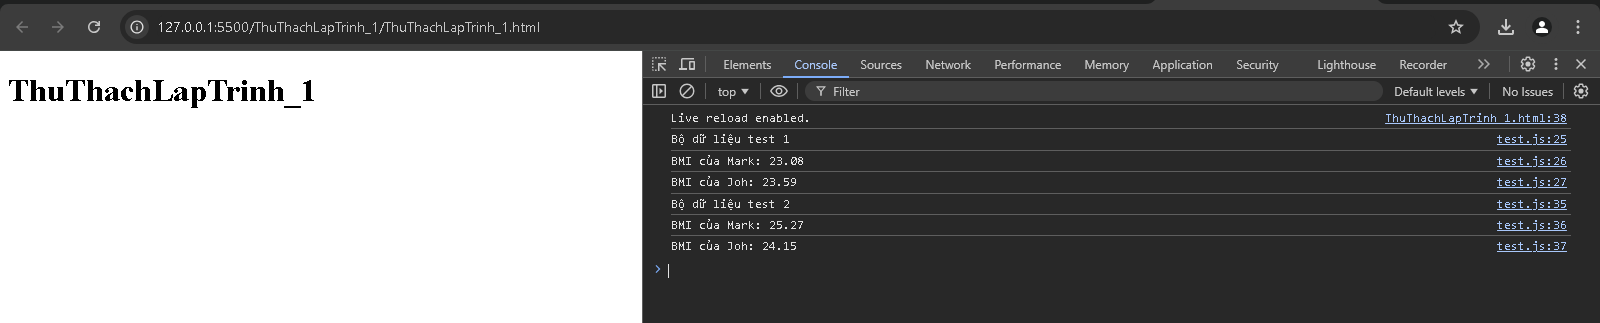 127.0.0.1:5500/ThuThachLapTrinh_1/ThuThachLapTrinh_1.html
ThuThachLapTrinh_1
Elements Console Sources Network Performance Memory Application Security Lighthouse Recorder
top Filter Default levels No Issues
Live reload enabled. ThuThachLapTrinh_1.html:38
Bộ dữ liệu test 1 test.js:25
BMI của Mark: 23.08 test.js:26
BMI của Joh: 23.59 test.js:27
Bộ dữ liệu test 2 test.js:35
BMI của Mark: 25.27 test.js:36
BMI của Joh: 24.15 test.js:37